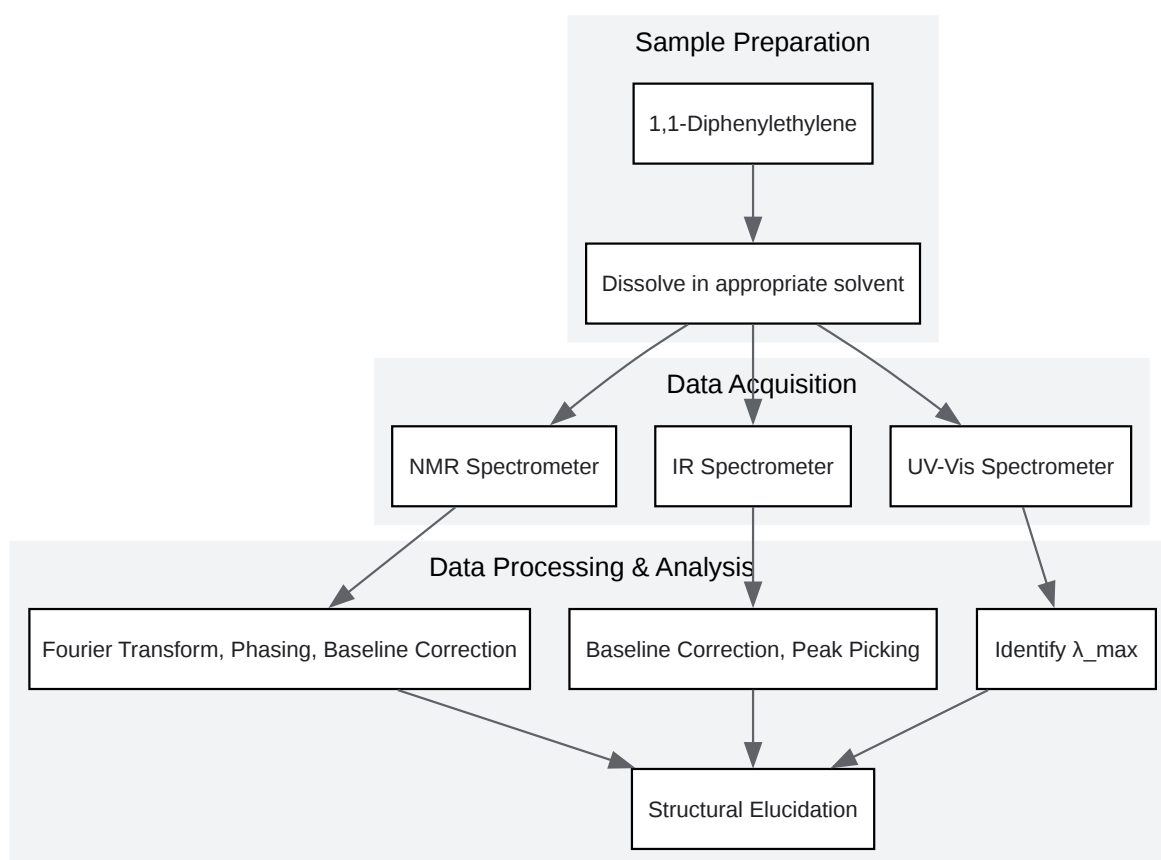 Sample Preparation
1,1-Diphenylethylene
Dissolve in appropriate solvent
Data Acquisition
NMR Spectrometer
IR Spectrometer
UV-Vis Spectrometer
Data Processing & Analysis
Fourier Transform, Phasing, Baseline Correction
Baseline Correction, Peak Picking
Identify λ_max
Structural Elucidation